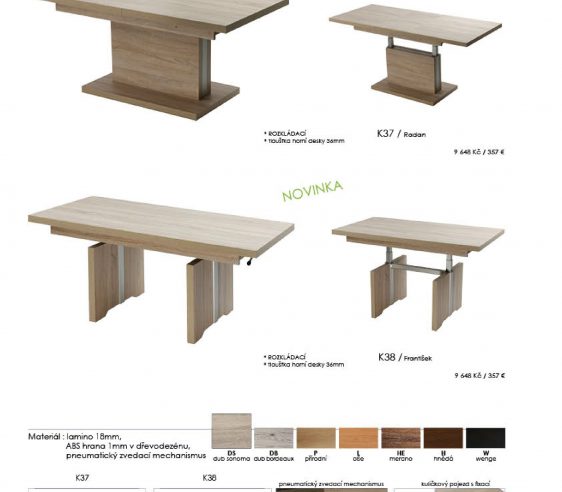 * ROZKLÁDACÍ
* tloušťka horní desky 36mm
K37 / Radan
9 648 Kč / 357 €
NOVINKA
* ROZKLÁDACÍ
* tloušťka horní desky 36mm
K38 / František
9 648 Kč / 357 €
Materiál : lamino 18mm,
ABS hrana 1mm v dřevodezénu,
pneumatický zvedací mechanismus
DS DB P L HE H W
dub sonoma dub bordeaux přírodní olše merano hnědá wenge
K37 K38 pneumatický zvedací mechanismus kuličkový pojezd s fixací